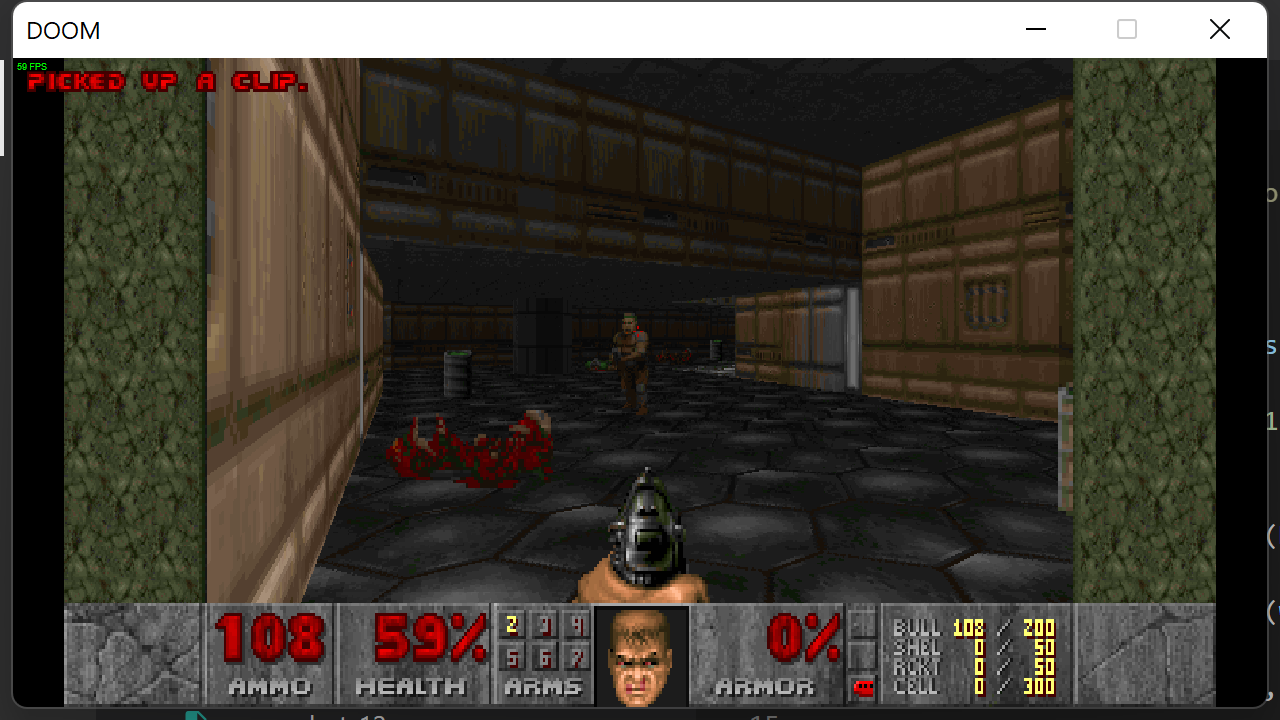 DOOM
59 FPS
PICKED UP A CLIP.
108 59% 2 3 4 0% BULL 108 / 200
5 6 7 SHEL 0 / 50
RCKT 0 / 50
AMMO HEALTH ARMS ARMOR CELL 0 / 300